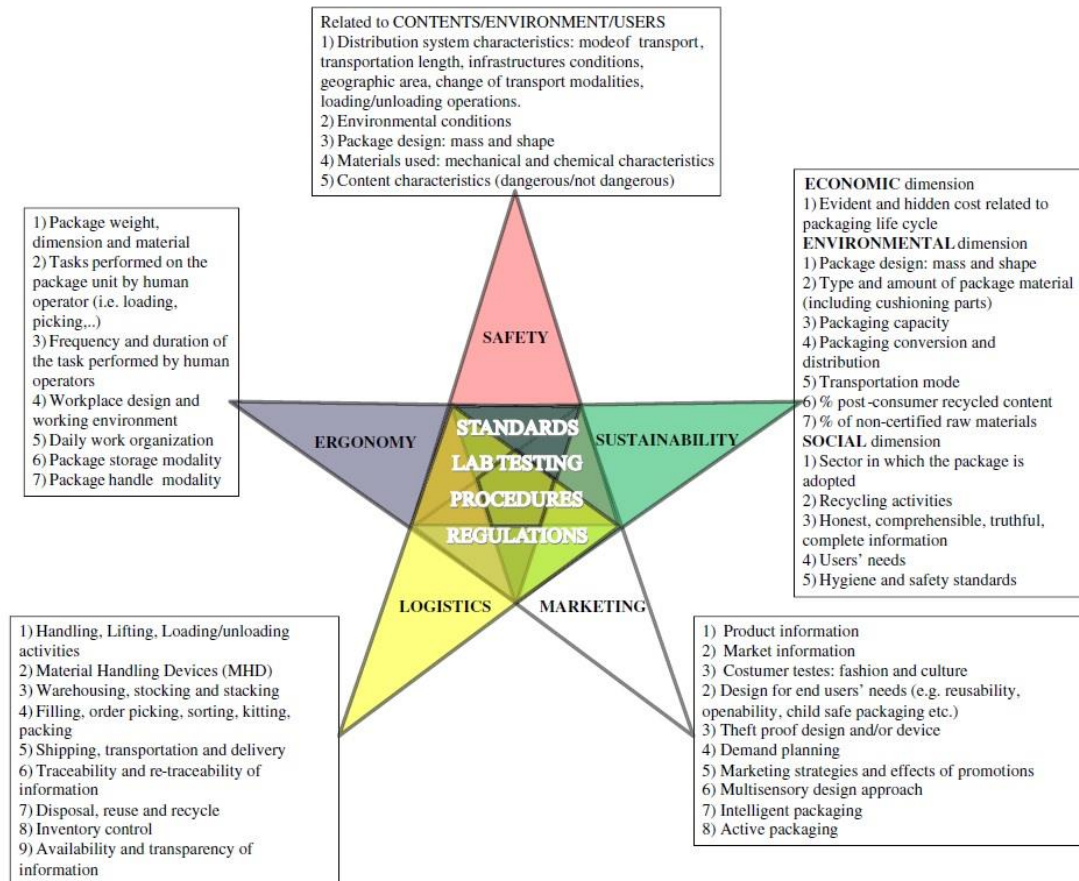 Related to CONTENTS/ENVIRONMENT/USERS
1) Distribution system characteristics: modeof transport,
transportation length, infrastructures conditions,
geographic area, change of transport modalities,
loading/unloading operations.
2) Environmental conditions
3) Package design: mass and shape
4) Materials used: mechanical and chemical characteristics
5) Content characteristics (dangerous/not dangerous)
1) Package weight,
dimension and material
2) Tasks performed on the
package unit by human
operator (i.e. loading,
picking,..)
3) Frequency and duration of
the task performed by human
operators
4) Workplace design and
working environment
5) Daily work organization
6) Package storage modality
7) Package handle modality
ECONOMIC dimension
1) Evident and hidden cost related to
packaging life cycle
ENVIRONMENTAL dimension
1) Package design: mass and shape
2) Type and amount of package material
(including cushioning parts)
3) Packaging capacity
4) Packaging conversion and
distribution
5) Transportation mode
6) % post-consumer recycled content
7) % of non-certified raw materials
SOCIAL dimension
1) Sector in which the package is
adopted
2) Recycling activities
3) Honest, comprehensible, truthful,
complete information
4) Users' needs
5) Hygiene and safety standards
SAFETY
ERGONOMY
STANDARDS
LAB TESTING
PROCEDURES
REGULATIONS
SUSTAINABILITY
LOGISTICS
MARKETING
1) Handling, Lifting, Loading/unloading
activities
2) Material Handling Devices (MHD)
3) Warehousing, stocking and stacking
4) Filling, order picking, sorting, kitting,
packing
5) Shipping, transportation and delivery
6) Traceability and re-traceability of
information
7) Disposal, reuse and recycle
8) Inventory control
9) Availability and transparency of
information
1) Product information
2) Market information
3) Costumer testes: fashion and culture
2) Design for end users' needs (e.g. reusability,
openability, child safe packaging etc.)
3) Theft proof design and/or device
4) Demand planning
5) Marketing strategies and effects of promotions
6) Multisensory design approach
7) Intelligent packaging
8) Active packaging